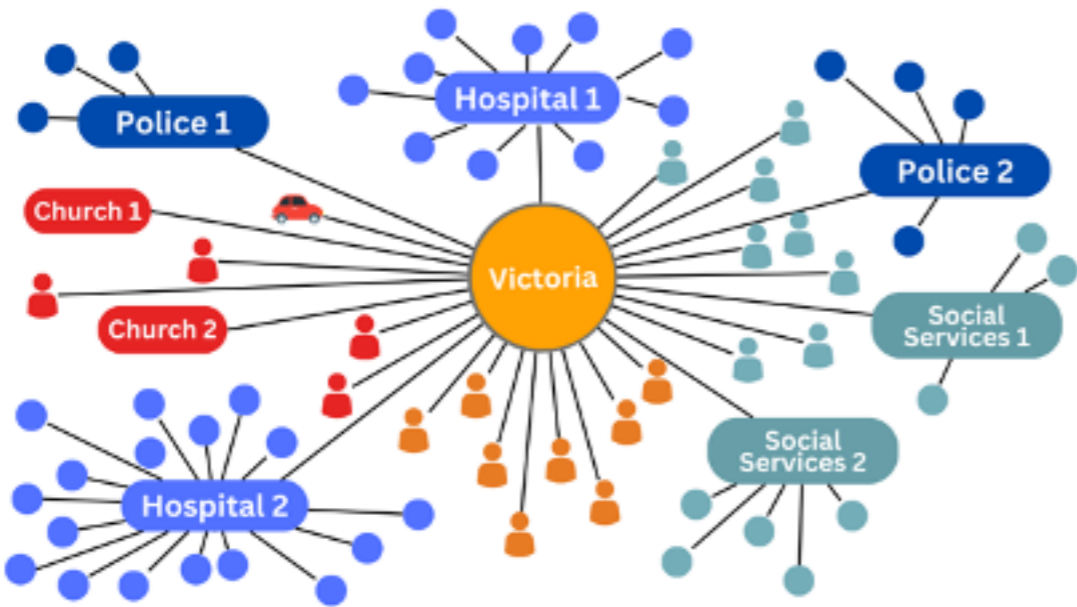 Hospital 1
Police 1
Police 2
Church 1
Victoria
Church 2
Social
Services 1
Social
Services 2
Hospital 2